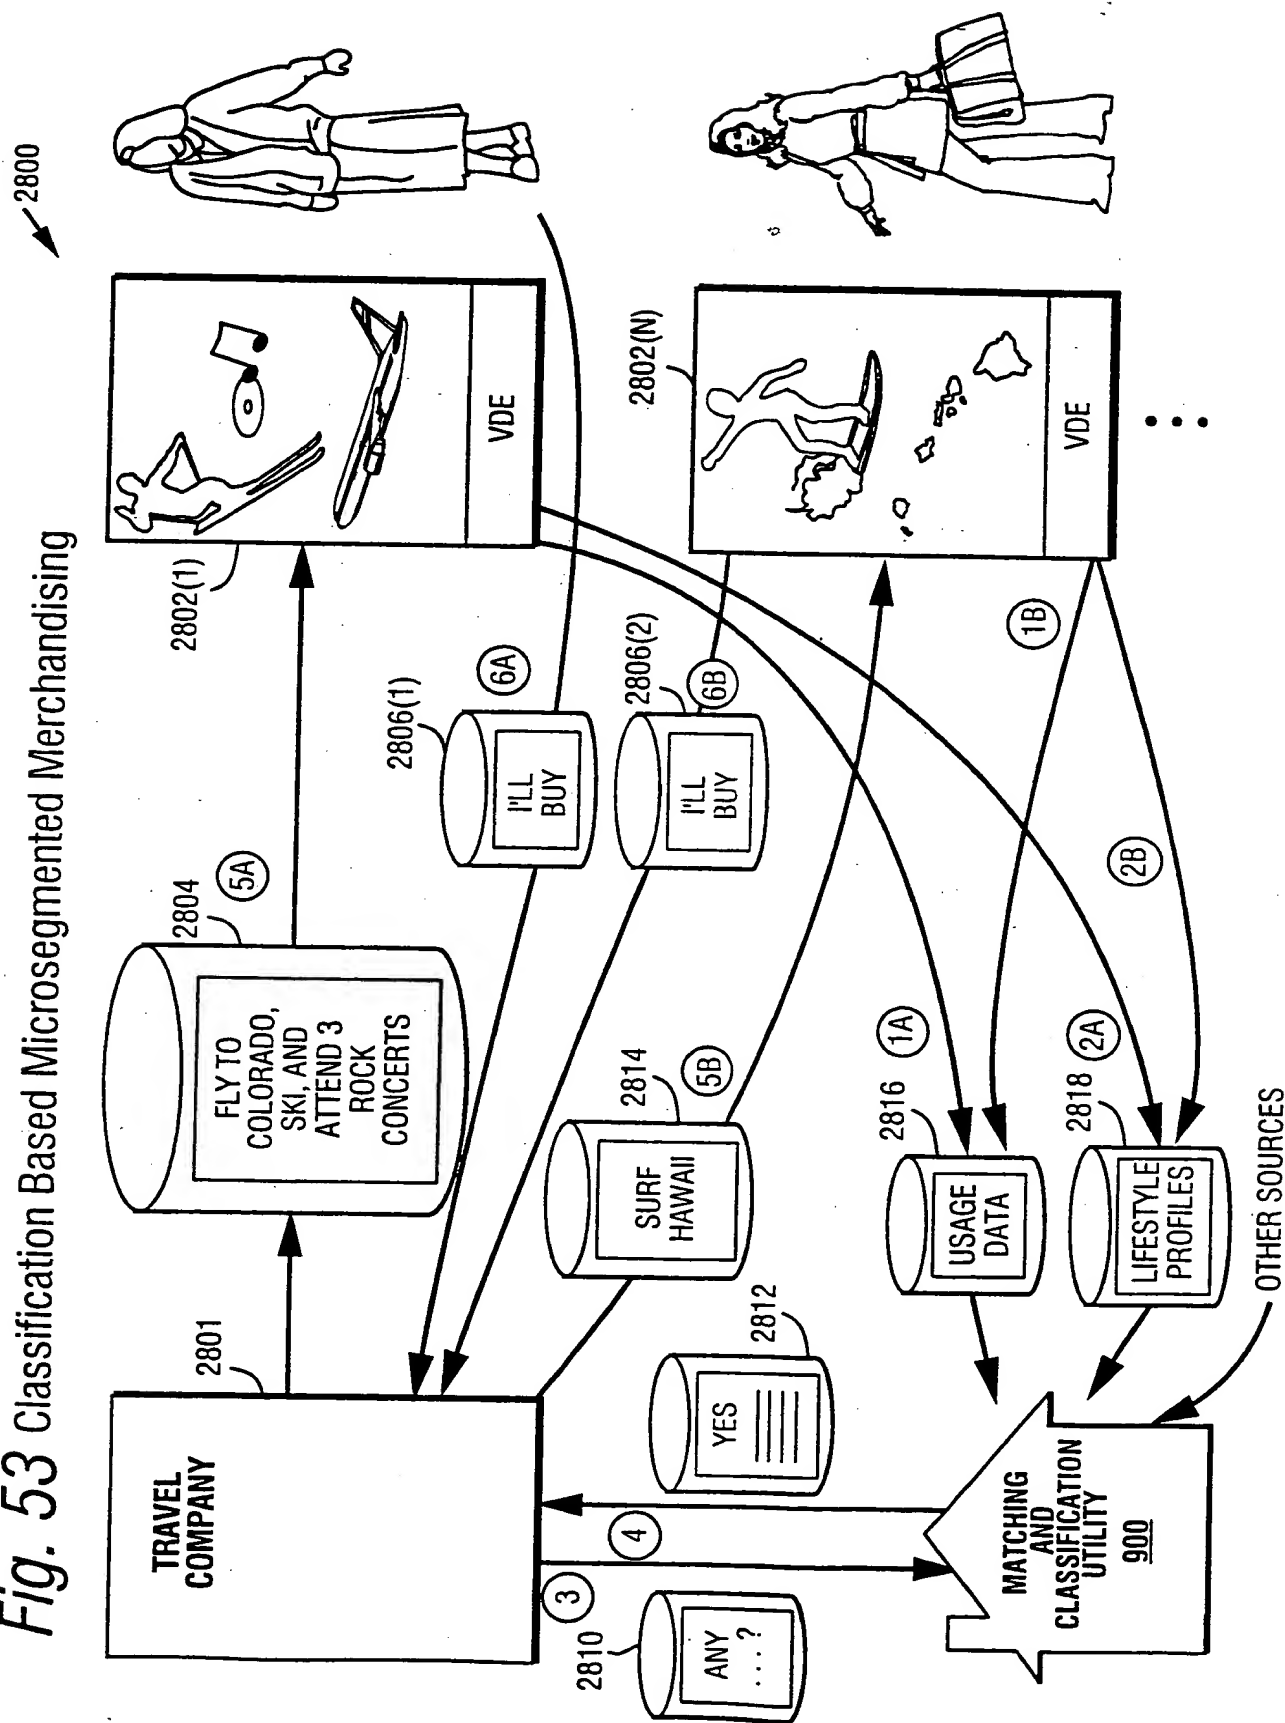 Fig. 53 Classification Based Microsegmented Merchandising
2800
TRAVEL
COMPANY
2801
FLY TO
COLORADO,
SKI, AND
ATTEND 3
ROCK
CONCERTS
2804
5A
2802(1)
VDE
2806(1)
6A
I'LL
BUY
2806(2)
6B
I'LL
BUY
2802(N)
VDE
SURF
HAWAII
2814
5B
1B
2B
2810
ANY
....?
3
4
YES
2812
USAGE
DATA
2816
1A
LIFESTYLE
PROFILES
2818
2A
MATCHING
AND
CLASSIFICATION
UTILITY
900
OTHER SOURCES